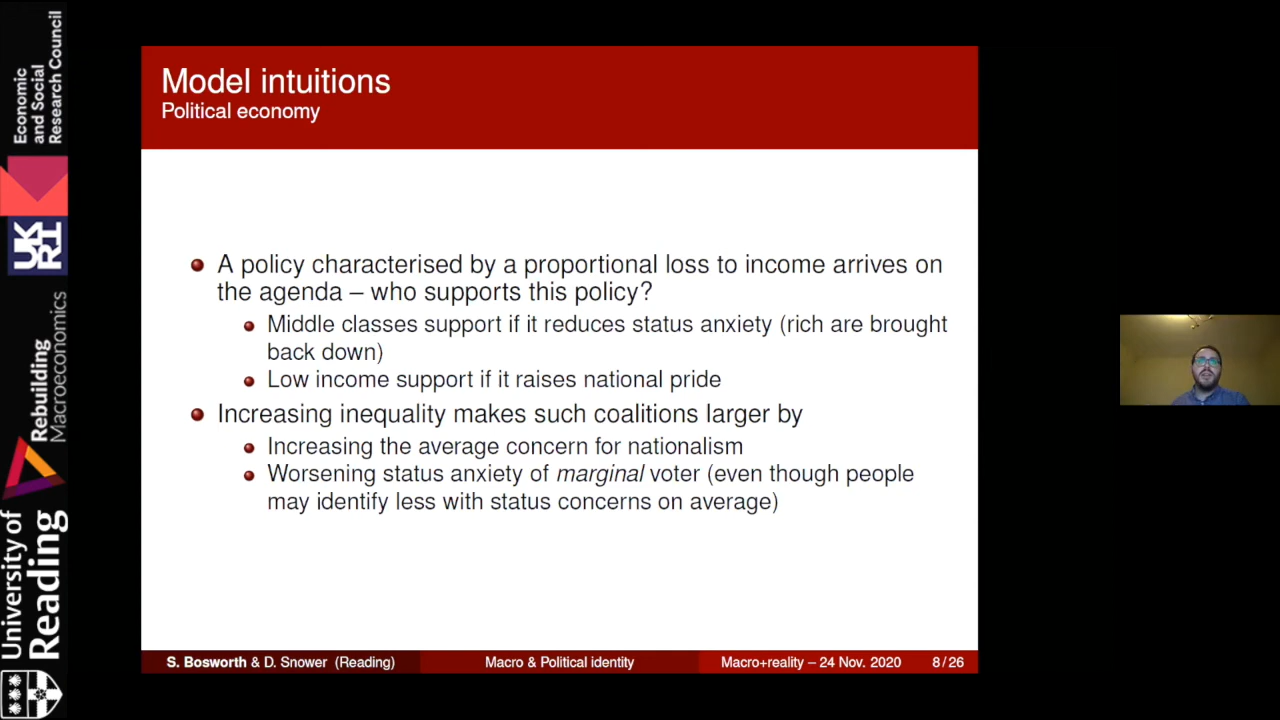 Economic
and Social
Research Council
UK
RI
Rebuilding
Macroeconomics
University of
Reading
Model intuitions
Political economy
A policy characterised by a proportional loss to income arrives on
the agenda – who supports this policy?
Middle classes support if it reduces status anxiety (rich are brought
back down)
Low income support if it raises national pride
Increasing inequality makes such coalitions larger by
Increasing the average concern for nationalism
Worsening status anxiety of marginal voter (even though people
may identify less with status concerns on average)
S. Bosworth & D. Snower (Reading) Macro & Political identity Macro+reality – 24 Nov. 2020 8 / 26